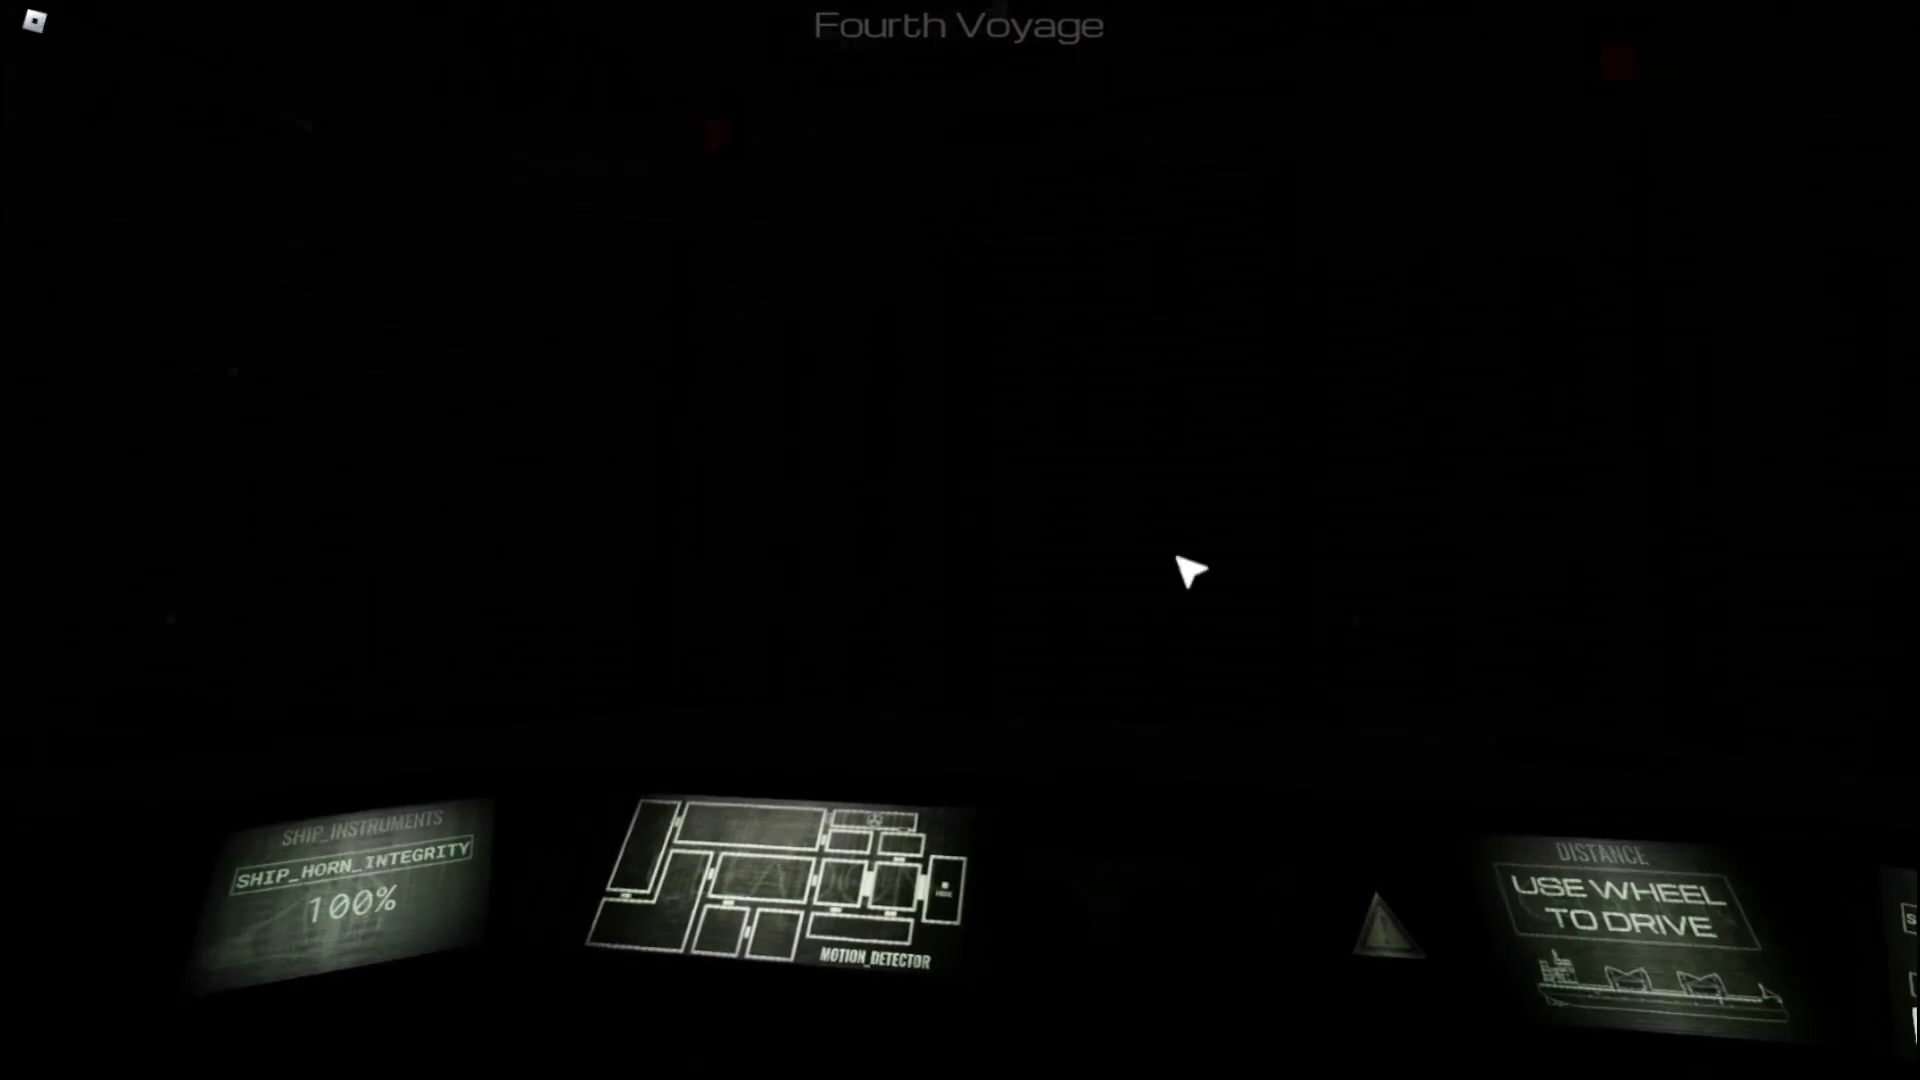 Fourth Voyage
SHIP_INSTRUMENTS
SHIP_HORN_INTEGRITY
100%
MOTION_DETECTOR
DISTANCE
USE WHEEL
TO DRIVE